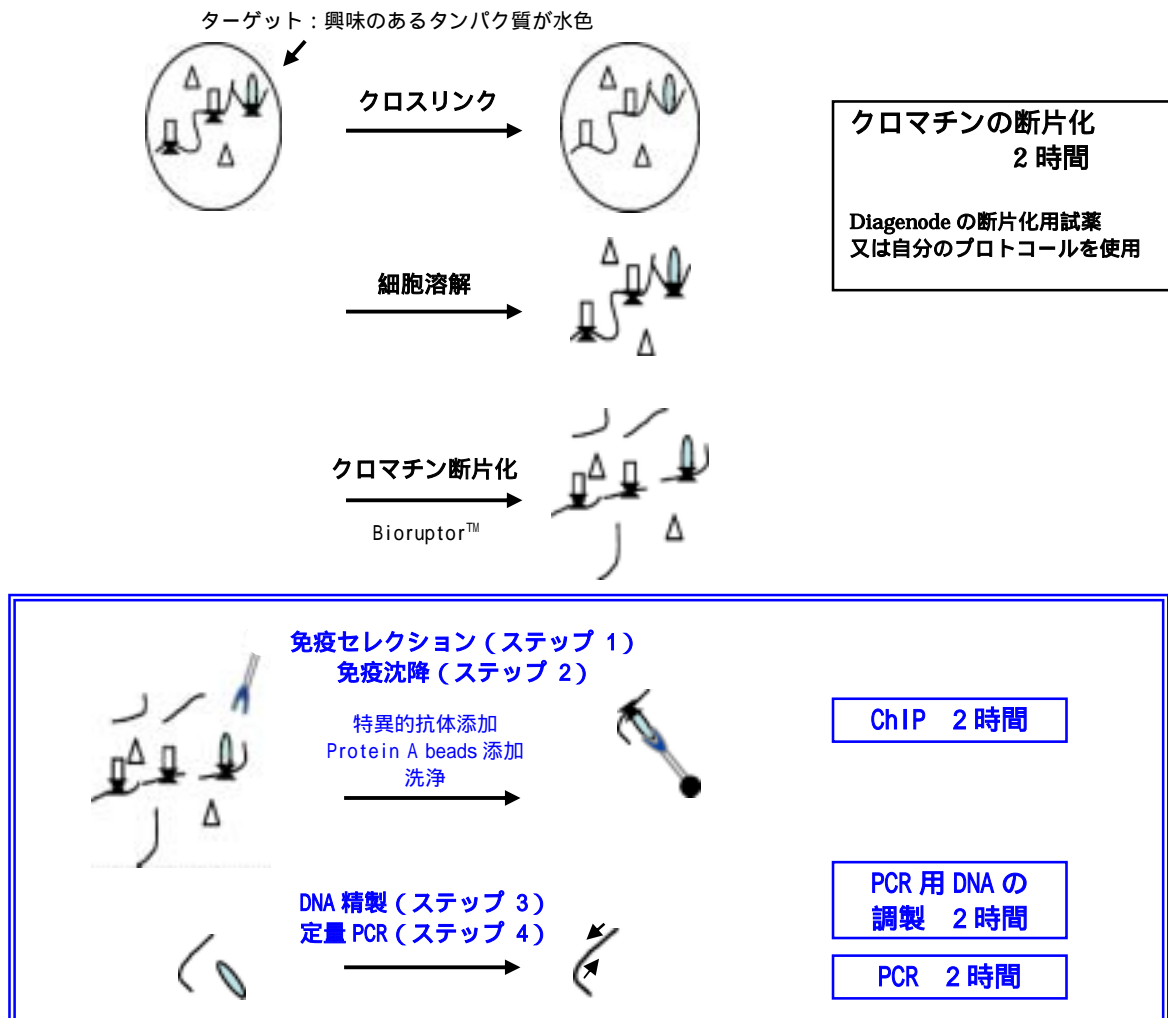 ターゲット：興味のあるタンパク質が水色
クロスリンク
クロマチンの断片化
2 時間
Diagenode の断片化用試薬
又は自分のプロトコールを使用
細胞溶解
クロマチン断片化
Bioruptor™
免疫セレクション（ステップ 1）
免疫沈降（ステップ 2）
特異的抗体添加
Protein A beads 添加
洗浄
ChIP 2 時間
DNA 精製（ステップ 3）
定量 PCR（ステップ 4）
PCR 用 DNA の
調製 2 時間
PCR 2 時間